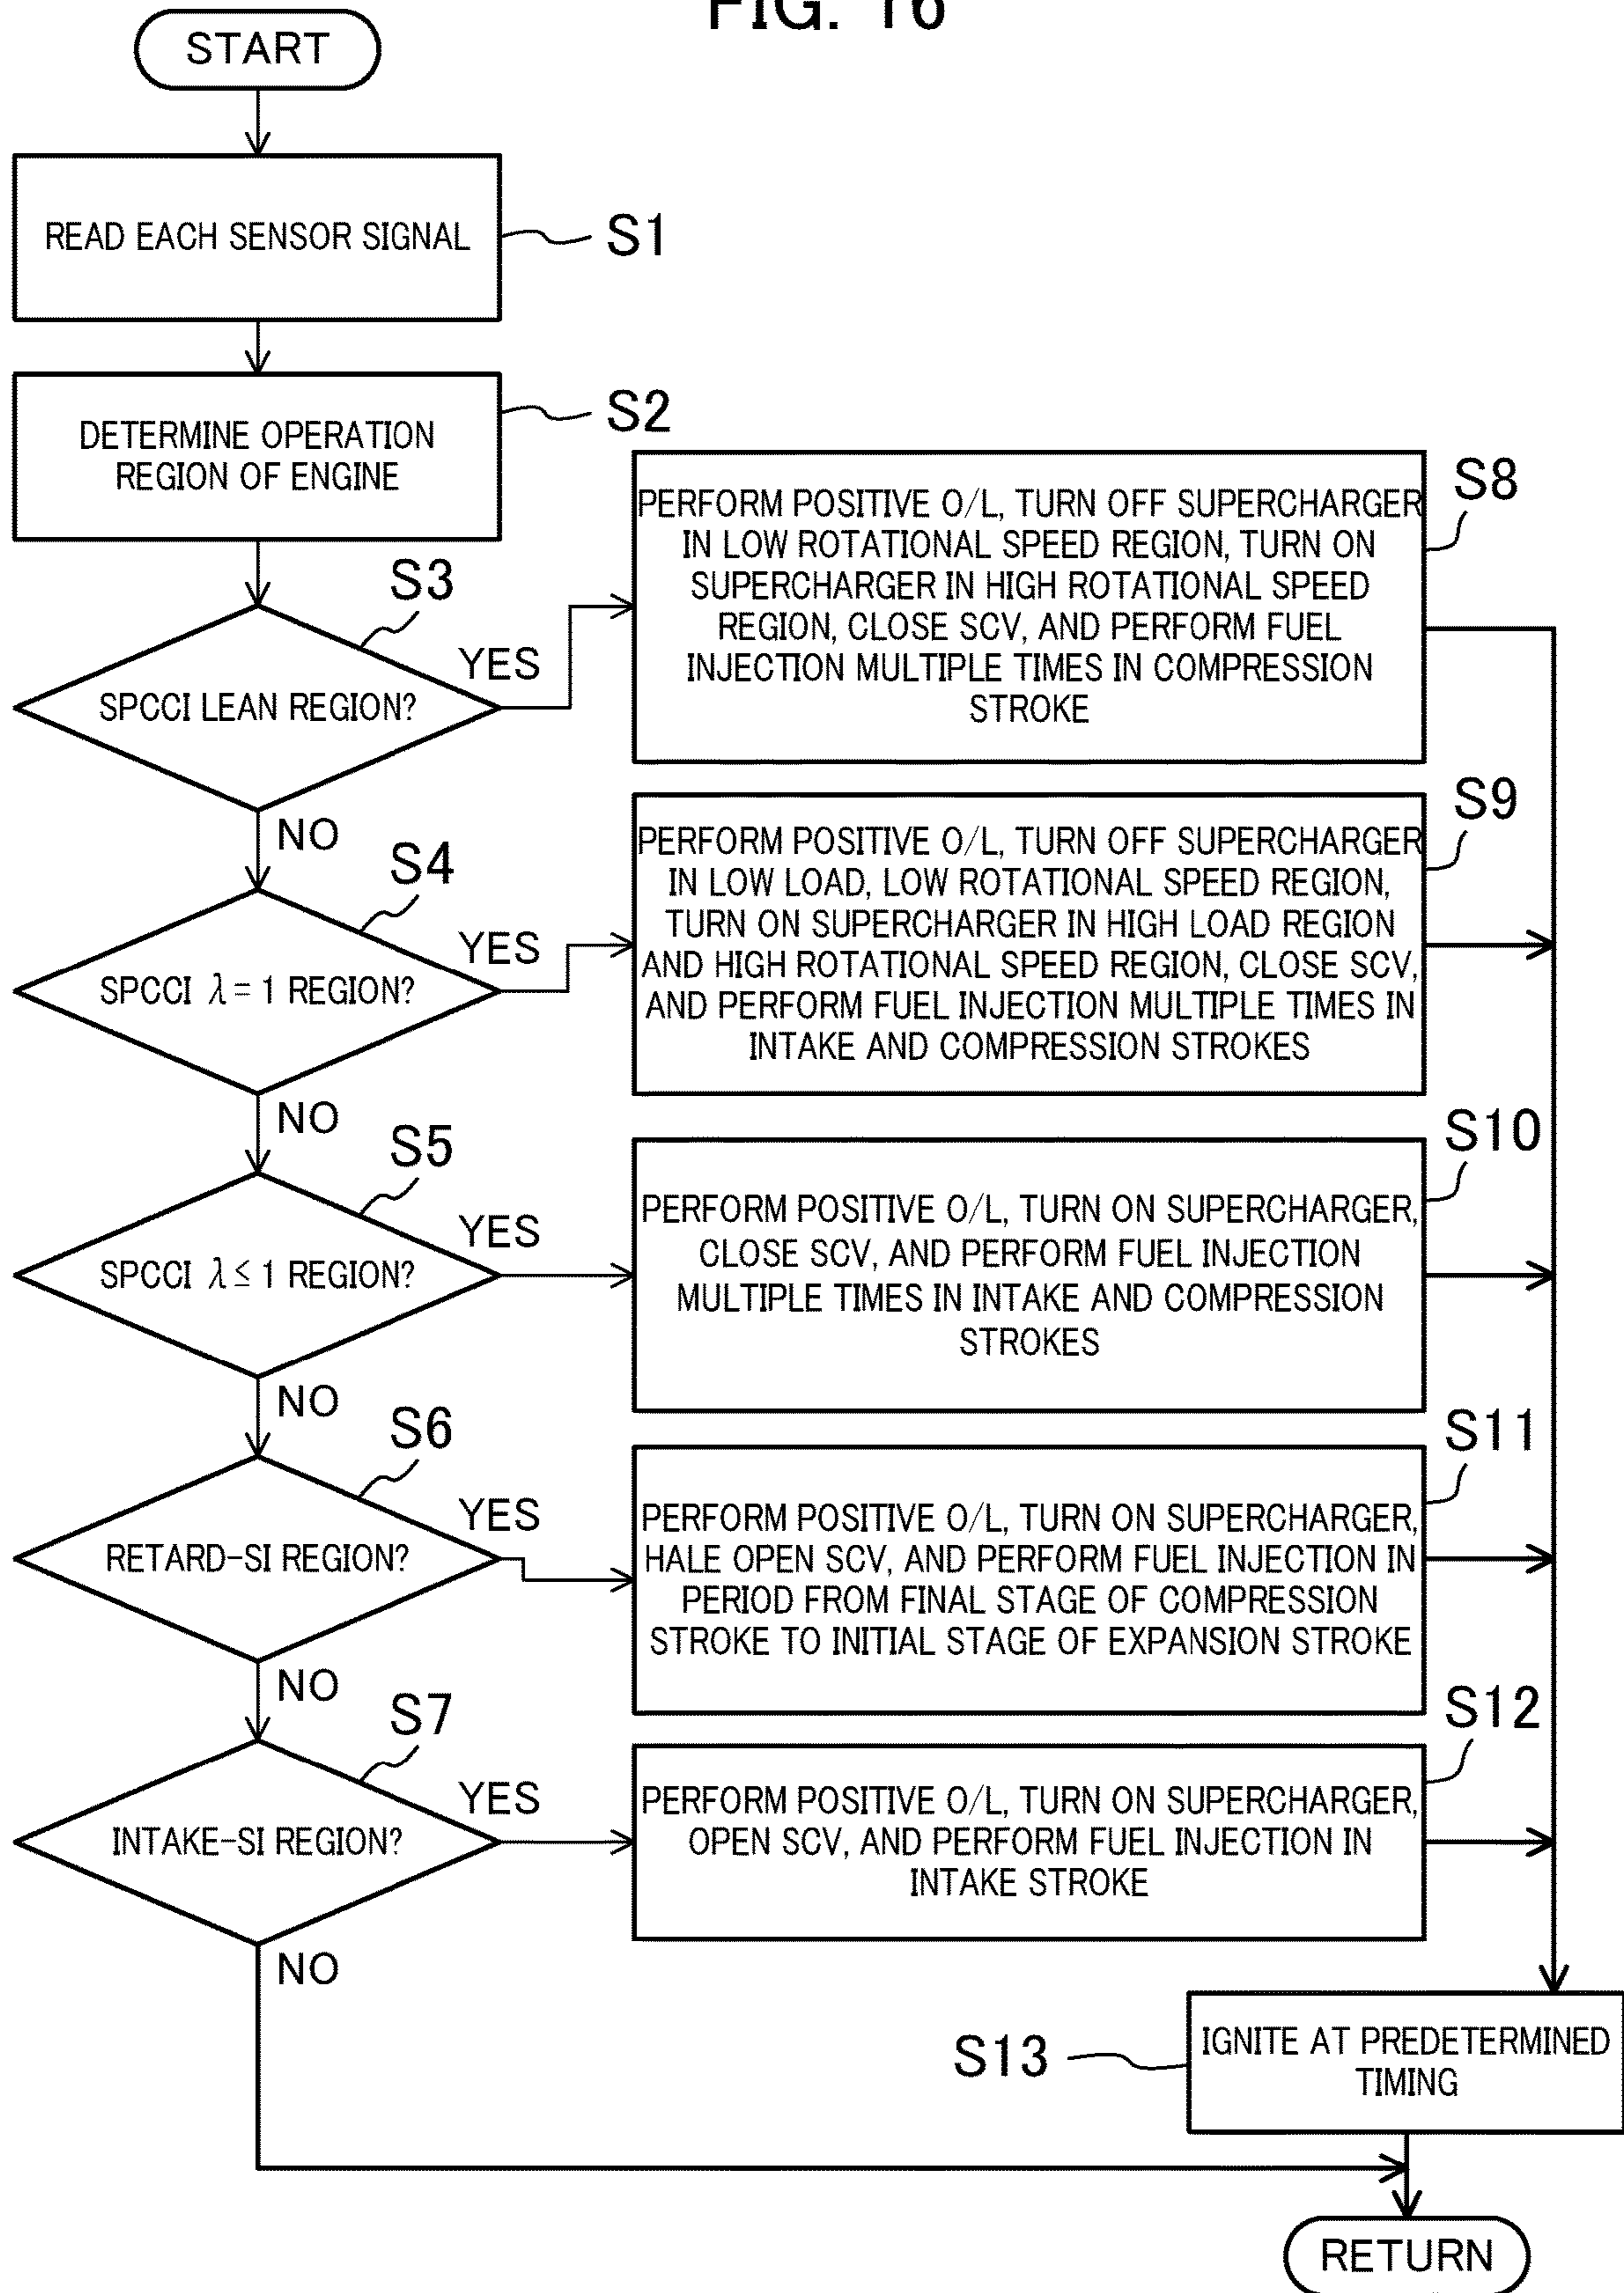 FIG. 16
START
READ EACH SENSOR SIGNAL
S1
DETERMINE OPERATION
REGION OF ENGINE
S2
SPCCI LEAN REGION?
S3
YES
NO
PERFORM POSITIVE O/L, TURN OFF SUPERCHARGER
IN LOW ROTATIONAL SPEED REGION, TURN ON
SUPERCHARGER IN HIGH ROTATIONAL SPEED
REGION, CLOSE SCV, AND PERFORM FUEL
INJECTION MULTIPLE TIMES IN COMPRESSION
STROKE
S8
SPCCI λ = 1 REGION?
S4
YES
NO
PERFORM POSITIVE O/L, TURN OFF SUPERCHARGER
IN LOW LOAD, LOW ROTATIONAL SPEED REGION,
TURN ON SUPERCHARGER IN HIGH LOAD REGION
AND HIGH ROTATIONAL SPEED REGION, CLOSE SCV,
AND PERFORM FUEL INJECTION MULTIPLE TIMES IN
INTAKE AND COMPRESSION STROKES
S9
SPCCI λ ≤ 1 REGION?
S5
YES
NO
PERFORM POSITIVE O/L, TURN ON SUPERCHARGER,
CLOSE SCV, AND PERFORM FUEL INJECTION
MULTIPLE TIMES IN INTAKE AND COMPRESSION
STROKES
S10
RETARD-SI REGION?
S6
YES
NO
PERFORM POSITIVE O/L, TURN ON SUPERCHARGER,
HALE OPEN SCV, AND PERFORM FUEL INJECTION IN
PERIOD FROM FINAL STAGE OF COMPRESSION
STROKE TO INITIAL STAGE OF EXPANSION STROKE
S11
INTAKE-SI REGION?
S7
YES
NO
PERFORM POSITIVE O/L, TURN ON SUPERCHARGER,
OPEN SCV, AND PERFORM FUEL INJECTION IN
INTAKE STROKE
S12
IGNITE AT PREDETERMINED
TIMING
S13
RETURN